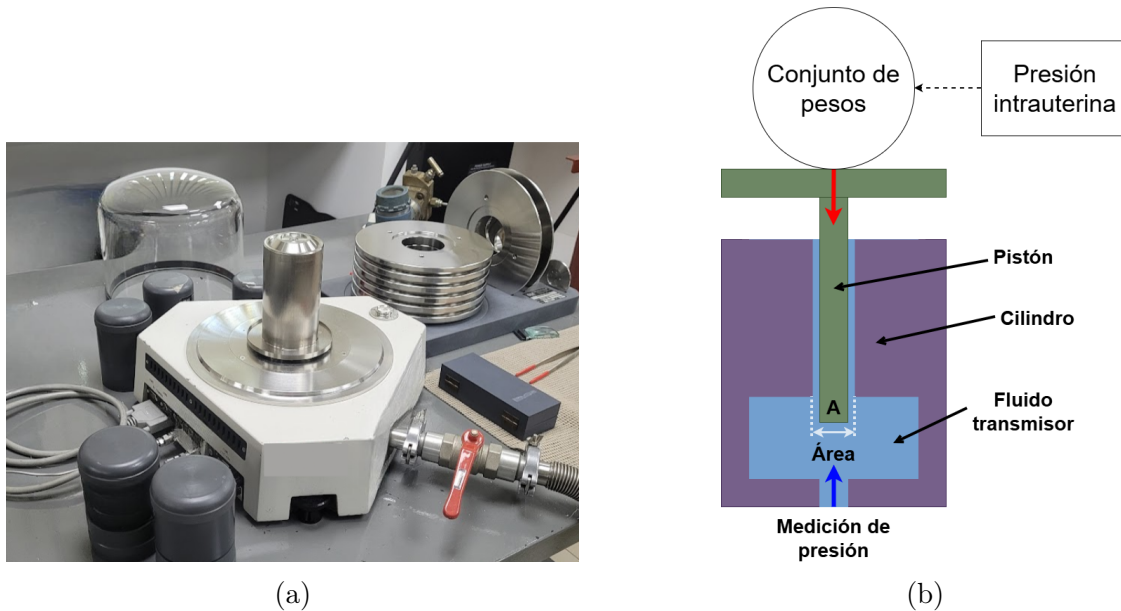 Conjunto de
pesos
Presión
intrauterina
Pistón
Cilindro
A
Fluido
transmisor
Área
Medición de
presión
(a)
(b)